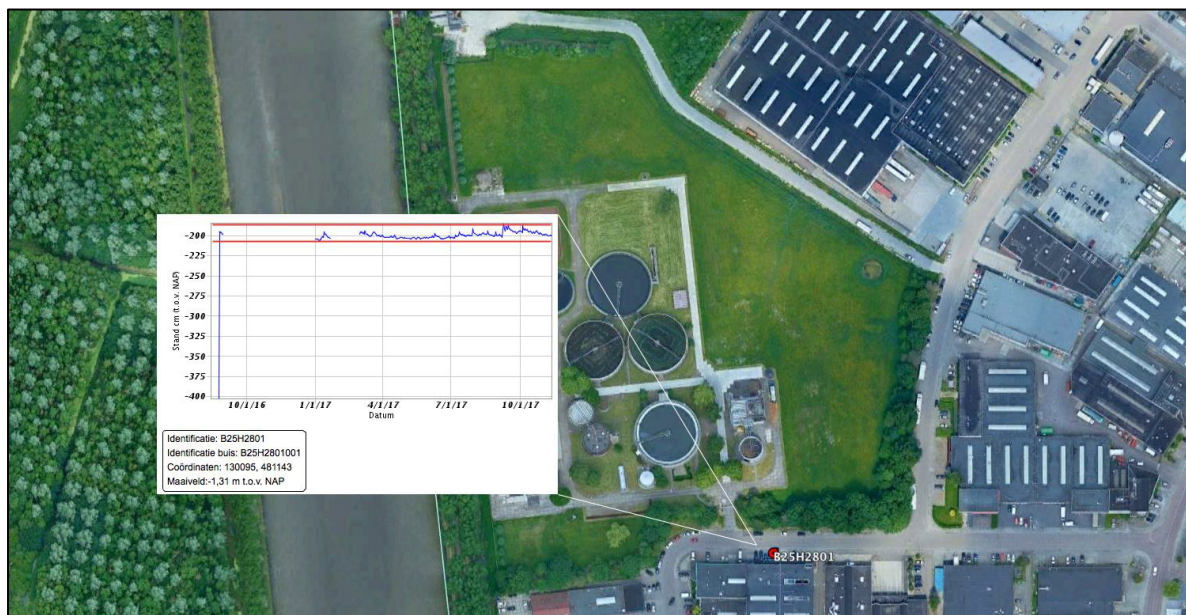 -200
-225
-250
-275
-300
-325
-350
-375
-400
Stand cm (t.o.v. NAP)
10/1/16 1/1/17 4/1/17 7/1/17 10/1/17
Datum
Identificatie: B25H2801
Identificatie buis: B25H2801001
Coördinaten: 130095, 481143
Maaiveld:-1,31 m t.o.v. NAP
B25H2801